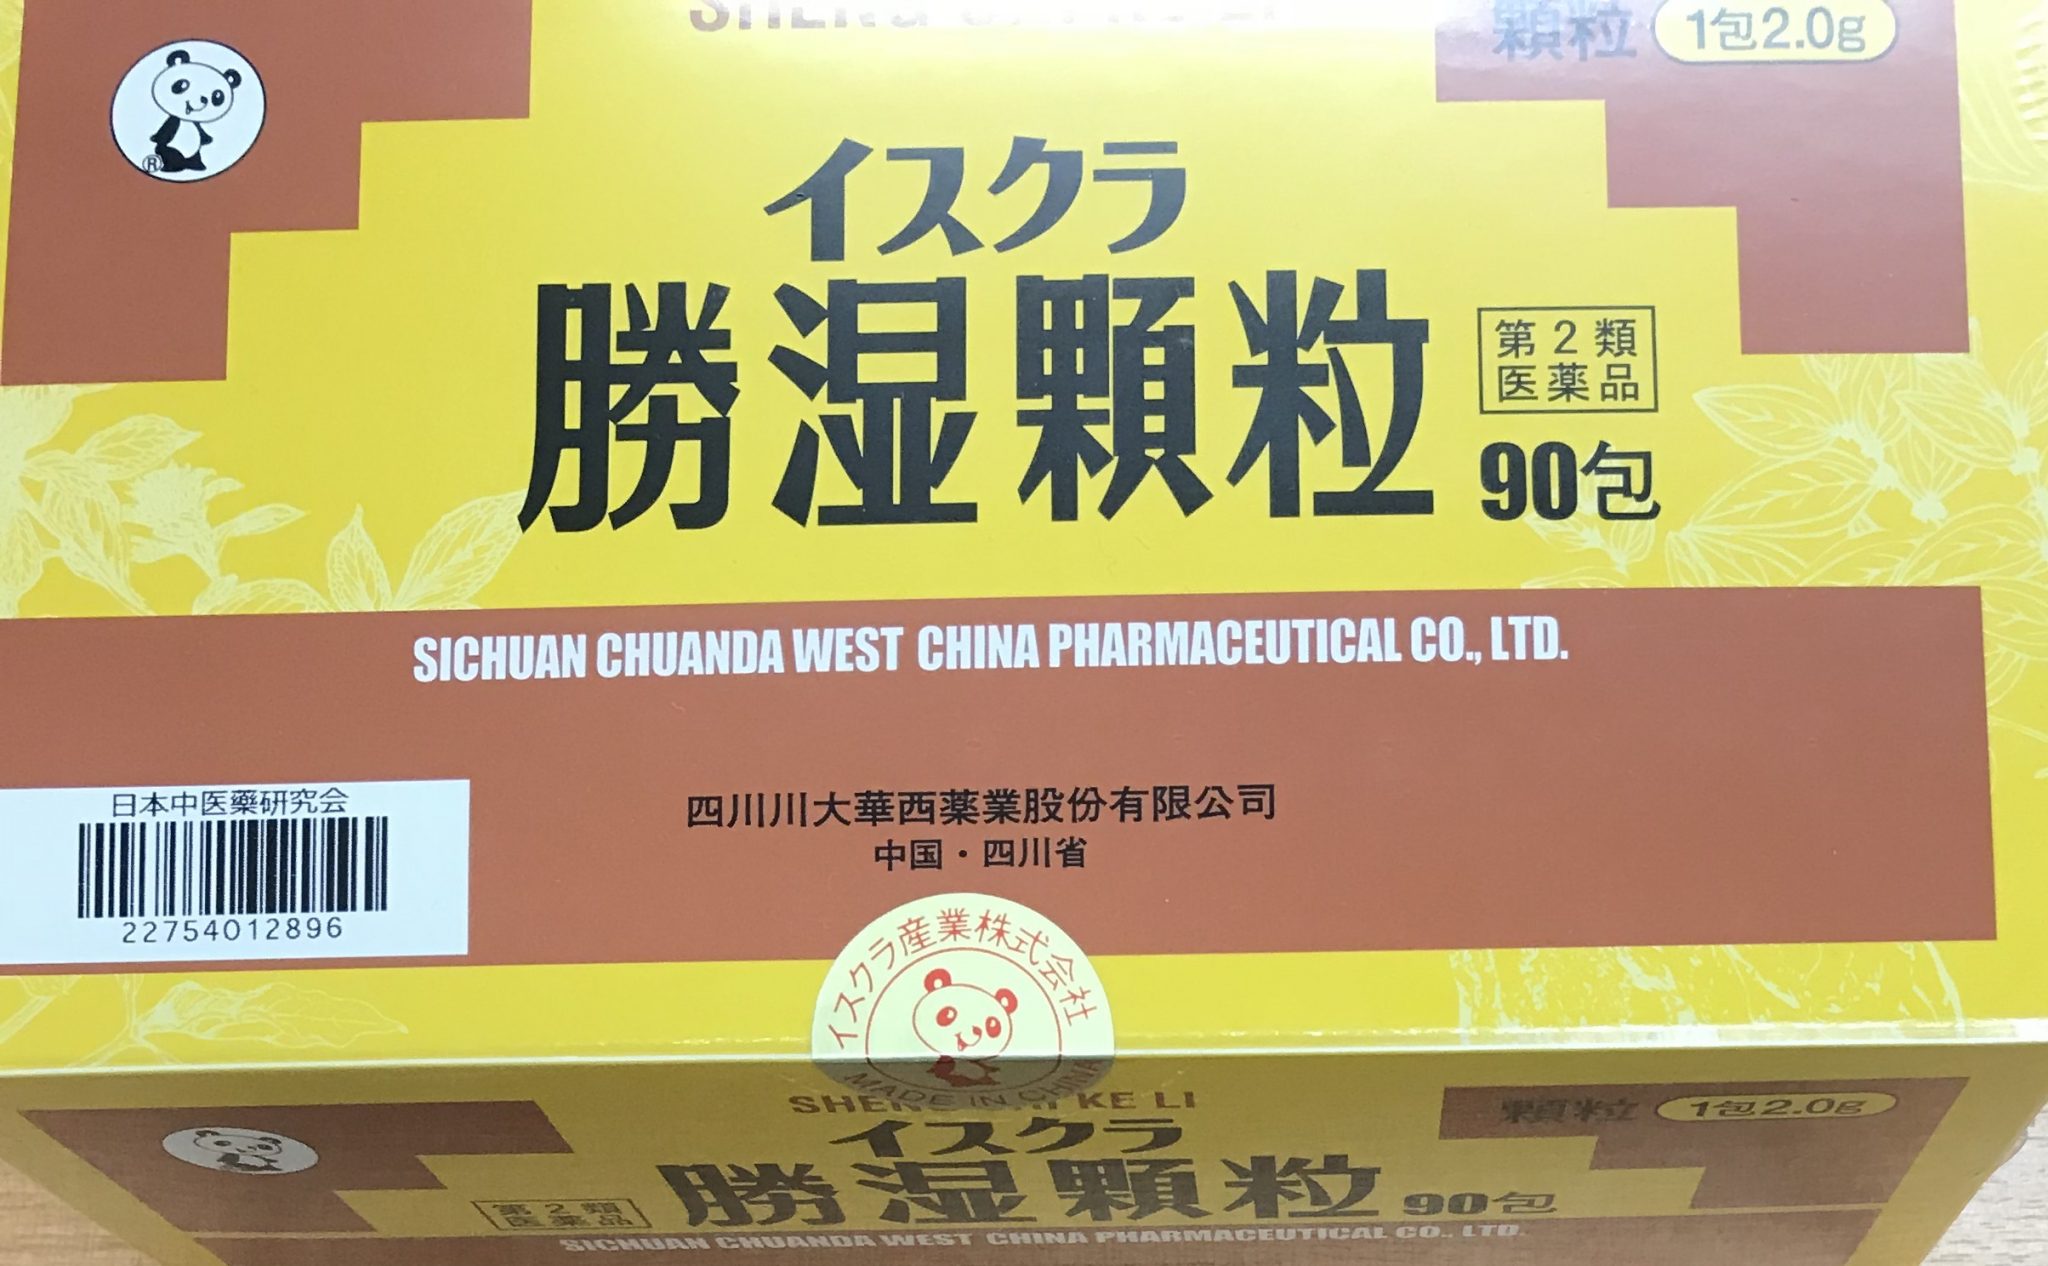 顆粒 1包2.0g
®
イスクラ
勝湿顆粒
第2類
医薬品
90包
SICHUAN CHUANDA WEST CHINA PHARMACEUTICAL CO., LTD.
四川川大華西薬業股份有限公司
中国・四川省
日本中医薬研究会
22754012896
イスクラ産業株式会社
MADE IN CHINA
KE LI
顆粒 1包2.0g
イスクラ
勝湿顆粒
第2類
医薬品
90包
SICHUAN CHUANDA WEST CHINA PHARMACEUTICAL CO., LTD.